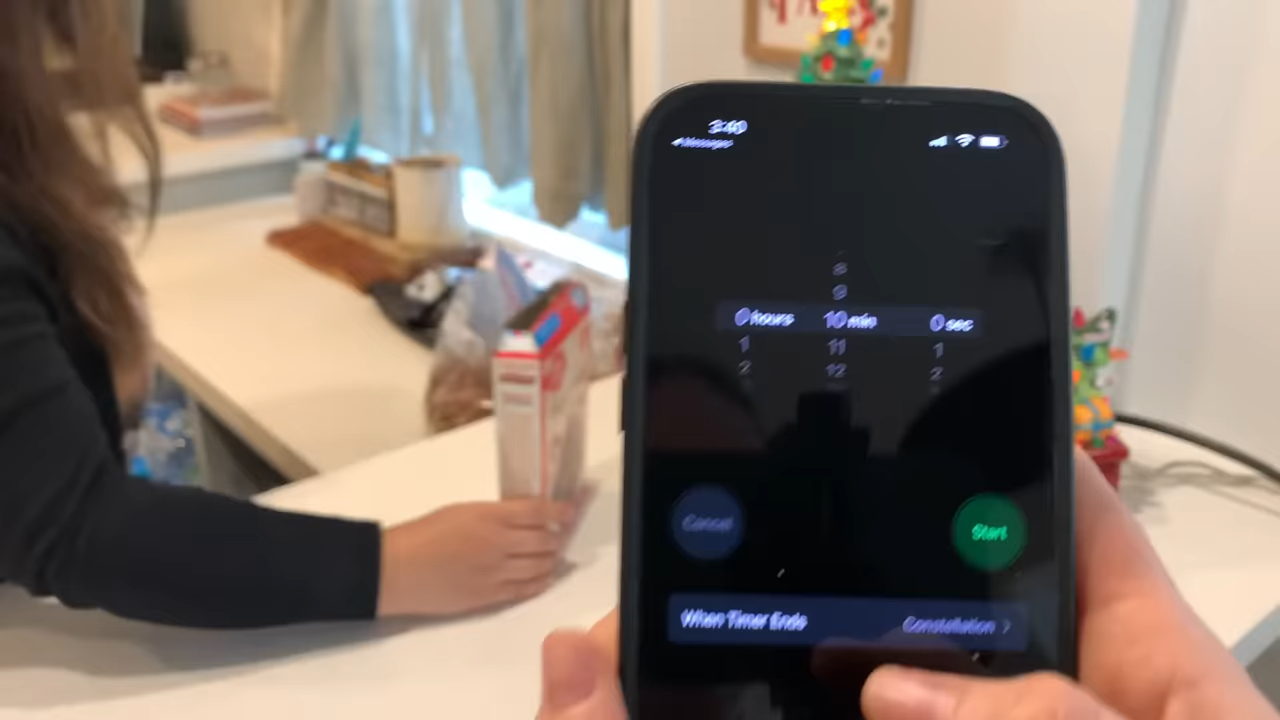 3:40
Messages
8
9
0 hours 10 min 0 sec
1 11 1
2 12 2
Cancel
Start
When Timer Ends
Constellation